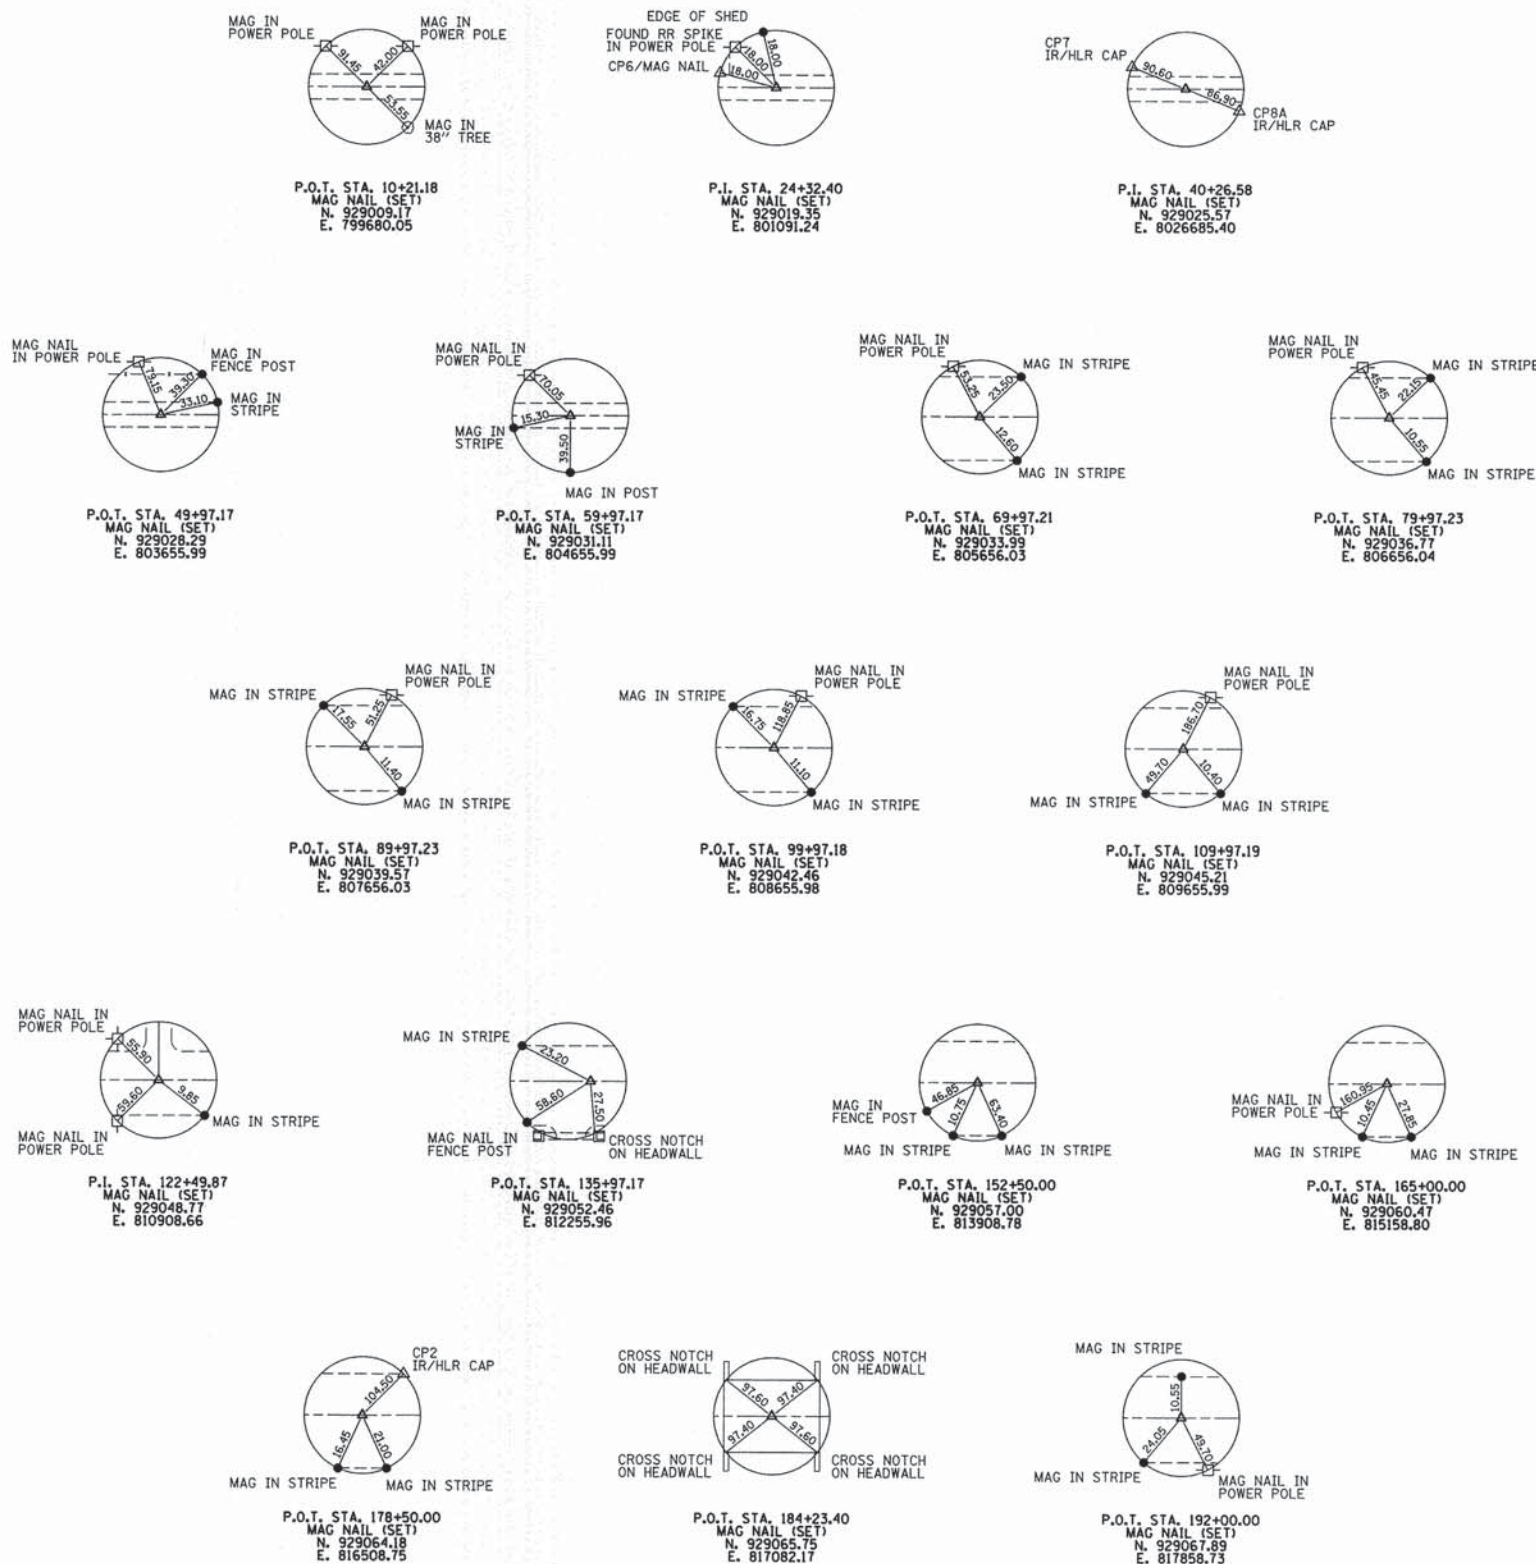 MAG IN
POWER POLE
MAG IN
POWER POLE
91.45
42.00
53.55
MAG IN
38" TREE
P.O.T. STA. 10+21.18
MAG NAIL (SET)
N. 929009.17
E. 799680.05
EDGE OF SHED
FOUND RR SPIKE
IN POWER POLE
CP6/MAG NAIL
18.00
18.00
18.00
P.I. STA. 24+32.40
MAG NAIL (SET)
N. 929019.35
E. 801091.24
CP7
IR/HLR CAP
90.60
86.90
CP8A
IR/HLR CAP
P.I. STA. 40+26.58
MAG NAIL (SET)
N. 929025.57
E. 8026685.40
MAG NAIL
IN POWER POLE
MAG IN
FENCE POST
79.15
39.30
33.10
MAG IN
STRIPE
P.O.T. STA. 49+97.17
MAG NAIL (SET)
N. 929028.29
E. 803655.99
MAG NAIL IN
POWER POLE
70.05
15.30
MAG IN
STRIPE
39.50
MAG IN POST
P.O.T. STA. 59+97.17
MAG NAIL (SET)
N. 929031.11
E. 804655.99
MAG NAIL IN
POWER POLE
MAG IN STRIPE
53.25
23.50
12.60
MAG IN STRIPE
P.O.T. STA. 69+97.21
MAG NAIL (SET)
N. 929033.99
E. 805656.03
MAG NAIL IN
POWER POLE
MAG IN STRIPE
45.45
22.15
10.55
MAG IN STRIPE
P.O.T. STA. 79+97.23
MAG NAIL (SET)
N. 929036.77
E. 806656.04
MAG IN STRIPE
MAG NAIL IN
POWER POLE
17.55
51.25
11.40
MAG IN STRIPE
P.O.T. STA. 89+97.23
MAG NAIL (SET)
N. 929039.57
E. 807656.03
MAG IN STRIPE
MAG NAIL IN
POWER POLE
16.75
118.85
11.10
MAG IN STRIPE
P.O.T. STA. 99+97.18
MAG NAIL (SET)
N. 929042.46
E. 808655.98
MAG NAIL IN
POWER POLE
186.70
49.70
10.40
MAG IN STRIPE
MAG IN STRIPE
P.O.T. STA. 109+97.19
MAG NAIL (SET)
N. 929045.21
E. 809655.99
MAG NAIL IN
POWER POLE
55.90
59.60
9.85
MAG IN STRIPE
MAG NAIL IN
POWER POLE
P.I. STA. 122+49.87
MAG NAIL (SET)
N. 929048.77
E. 810908.66
MAG IN STRIPE
23.20
58.60
27.50
MAG NAIL IN
FENCE POST
CROSS NOTCH
ON HEADWALL
P.O.T. STA. 135+97.17
MAG NAIL (SET)
N. 929052.46
E. 812255.96
46.85
10.75
63.40
MAG IN
FENCE POST
MAG IN STRIPE
MAG IN STRIPE
P.O.T. STA. 152+50.00
MAG NAIL (SET)
N. 929057.00
E. 813908.78
160.95
10.45
27.85
MAG NAIL IN
POWER POLE
MAG IN STRIPE
MAG IN STRIPE
P.O.T. STA. 165+00.00
MAG NAIL (SET)
N. 929060.47
E. 815158.80
CP2
IR/HLR CAP
104.50
16.45
21.00
MAG IN STRIPE
MAG IN STRIPE
P.O.T. STA. 178+50.00
MAG NAIL (SET)
N. 929064.18
E. 816508.75
CROSS NOTCH
ON HEADWALL
CROSS NOTCH
ON HEADWALL
97.60
97.40
97.40
97.60
CROSS NOTCH
ON HEADWALL
CROSS NOTCH
ON HEADWALL
P.O.T. STA. 184+23.40
MAG NAIL (SET)
N. 929065.75
E. 817082.17
MAG IN STRIPE
10.55
24.05
49.70
MAG IN STRIPE
MAG NAIL IN
POWER POLE
P.O.T. STA. 192+00.00
MAG NAIL (SET)
N. 929067.89
E. 817858.73